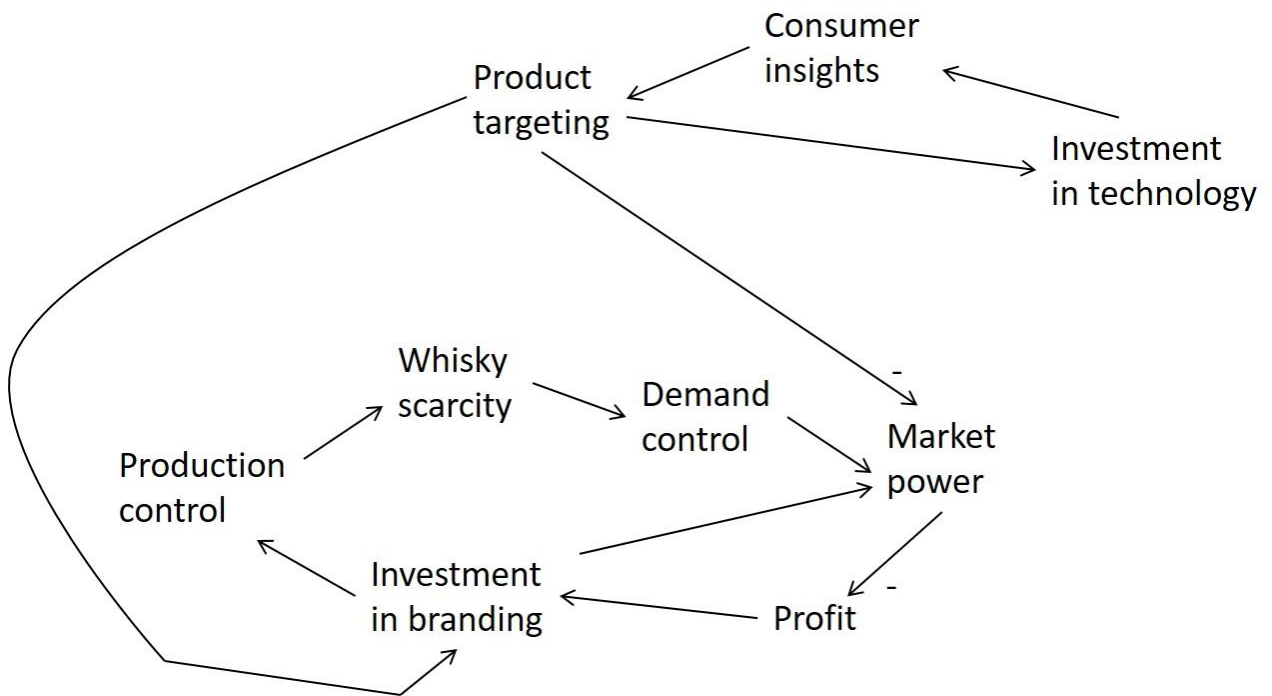 Consumer
insights
Product
targeting
Investment
in technology
Whisky
scarcity
-
Demand
control
Market
power
Production
control
Investment
in branding
-
Profit